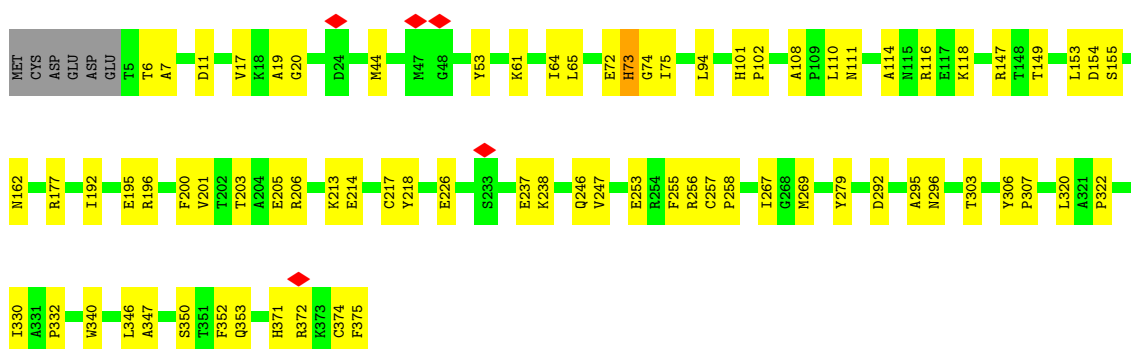 MET CYS ASP GLU ASP GLU T5 T6 A7 D11 V17 K18 A19 G20 D24 M44 M47 G48 Y53 K61 I64 L65 E72 H73 G74 I75 L94 H101 P102 A108 P109 L110 N111 A114 N115 R116 E117 K118 R147 T148 T149 L153 D154 S155
N162 R177 I192 E195 R196 F200 V201 T202 T203 A204 E205 R206 K213 E214 C217 Y218 E226 S233 E237 K238 Q246 V247 E253 R254 F255 R256 C257 P258 I267 G268 M269 Y279 D292 A295 N296 T303 Y306 P307 L320 A321 P322
I330 A331 P332 W340 L346 A347 S350 T351 F352 Q353 H371 R372 K373 C374 F375